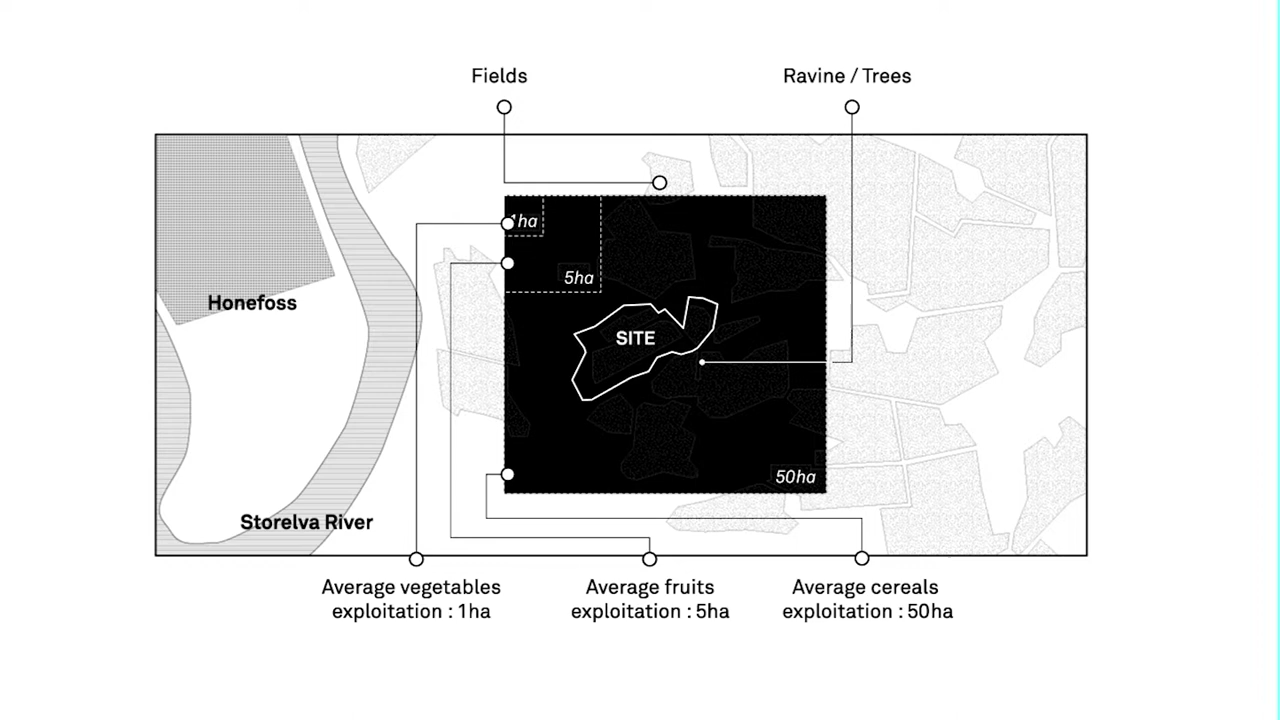 Fields
Ravine / Trees
1ha
5ha
Honefoss
SITE
50ha
Storelva River
Average vegetables
exploitation : 1ha
Average fruits
exploitation : 5ha
Average cereals
exploitation : 50ha